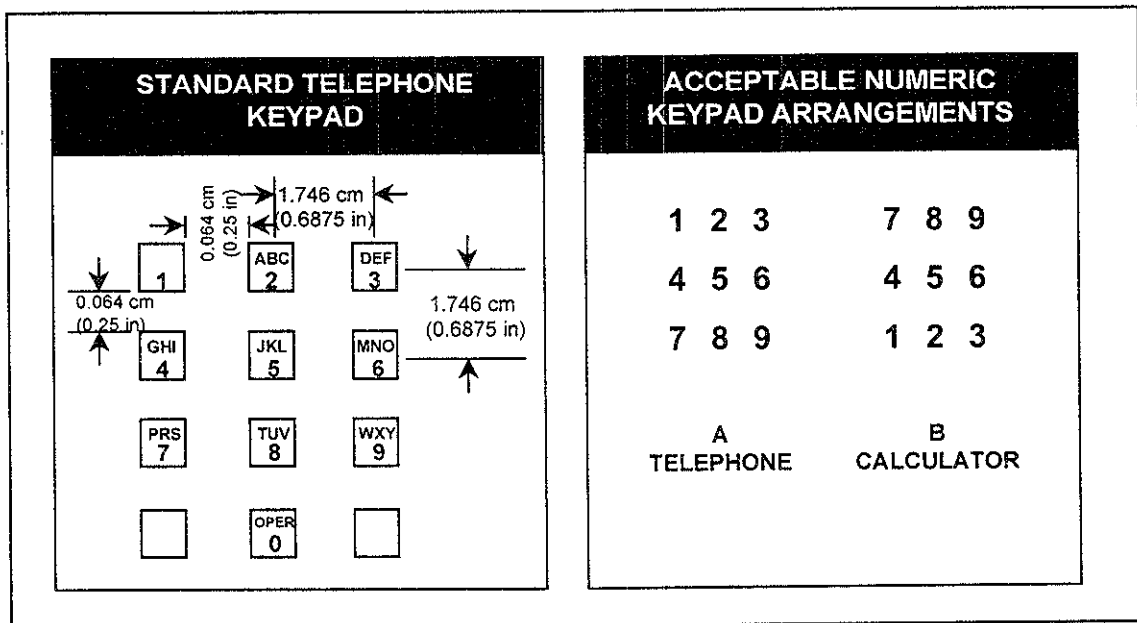 STANDARD TELEPHONE
KEYPAD
0.064 cm
(0.25 in)
1.746 cm
(0.6875 in)
1
ABC
2
DEF
3
0.064 cm
(0.25 in)
1.746 cm
(0.6875 in)
GHI
4
JKL
5
MNO
6
PRS
7
TUV
8
WXY
9
OPER
0
ACCEPTABLE NUMERIC
KEYPAD ARRANGEMENTS
1 2 3
4 5 6
7 8 9
A
TELEPHONE
7 8 9
4 5 6
1 2 3
B
CALCULATOR